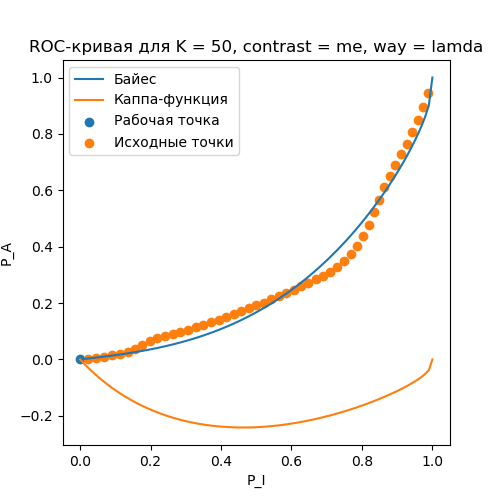 ROC-кривая для K = 50, contrast = me, way = lamda
Байес
Каппа-функция
Рабочая точка
Исходные точки
1.0
0.8
0.6
0.4
0.2
0.0
−0.2
P_A
0.0 0.2 0.4 0.6 0.8 1.0
P_I